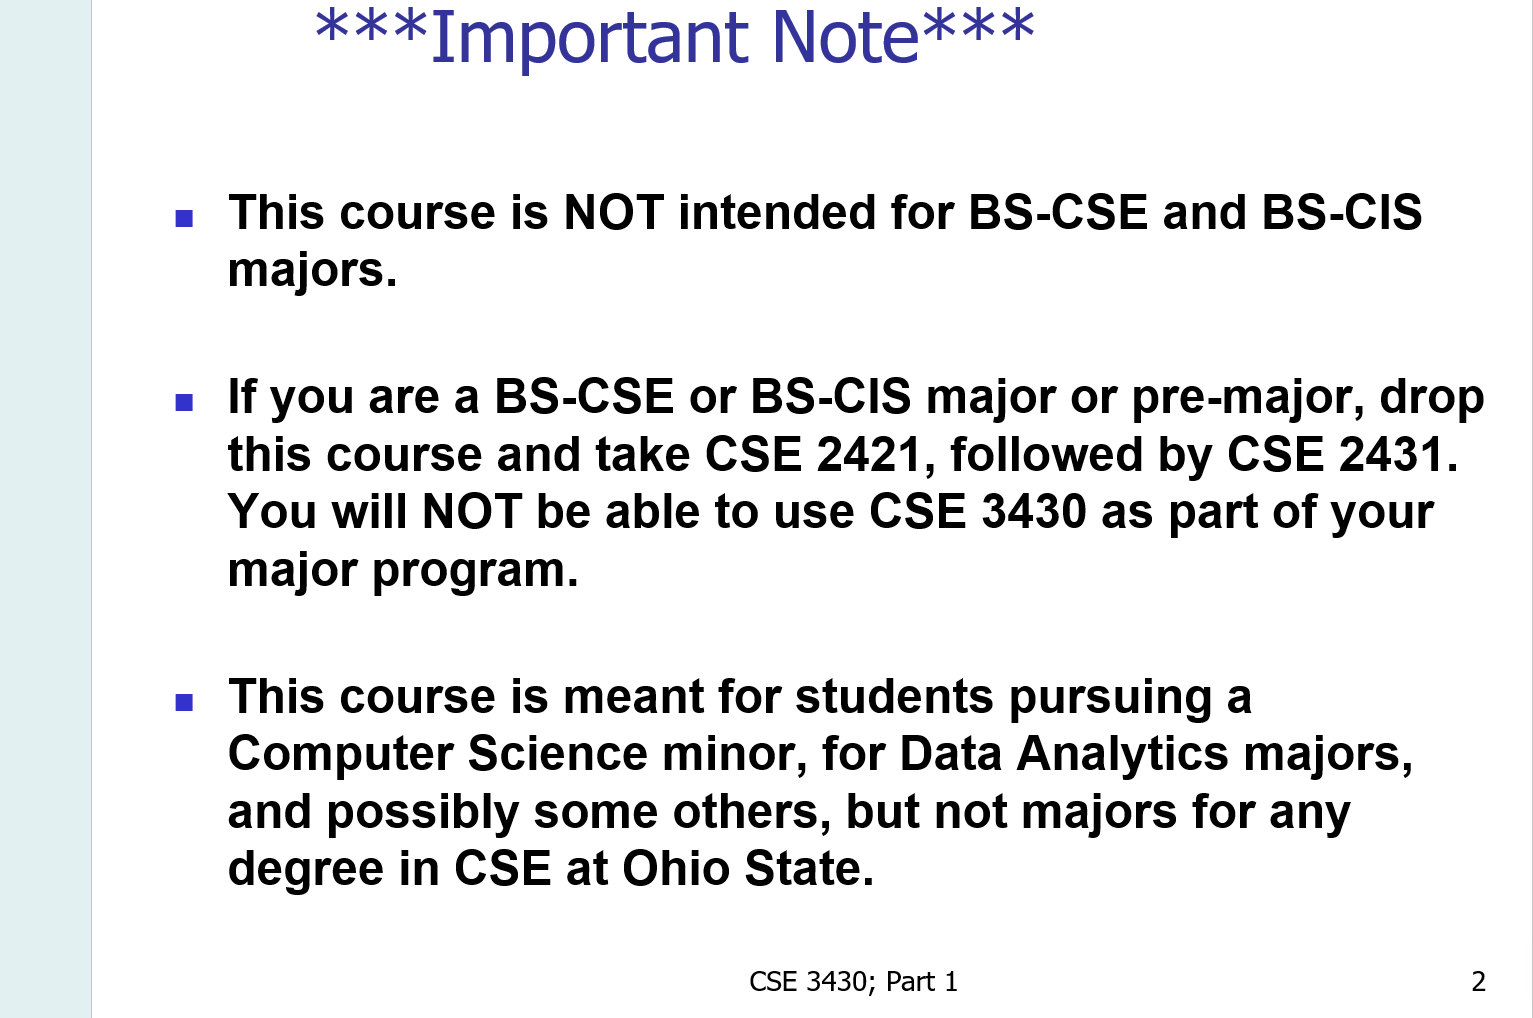 ***Important Note***
This course is NOT intended for BS-CSE and BS-CIS
majors.
If you are a BS-CSE or BS-CIS major or pre-major, drop
this course and take CSE 2421, followed by CSE 2431.
You will NOT be able to use CSE 3430 as part of your
major program.
This course is meant for students pursuing a
Computer Science minor, for Data Analytics majors,
and possibly some others, but not majors for any
degree in CSE at Ohio State.
CSE 3430; Part 1
2